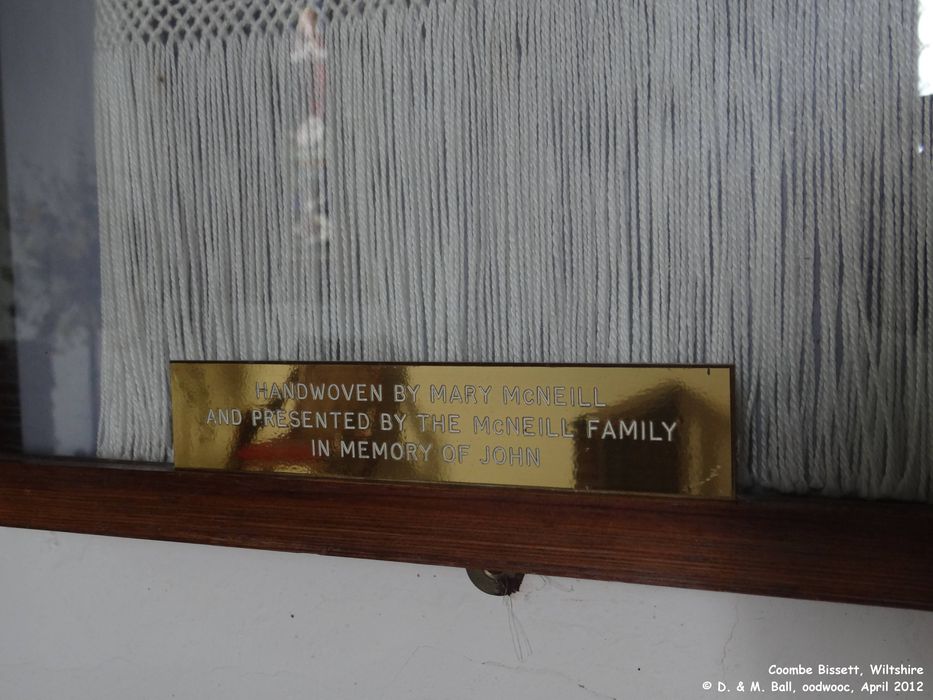 HANDWOVEN BY MARY McNEILL
AND PRESENTED BY THE McNEILL FAMILY
IN MEMORY OF JOHN
Coombe Bissett, Wiltshire
© D. & M. Ball, oodwooc, April 2012